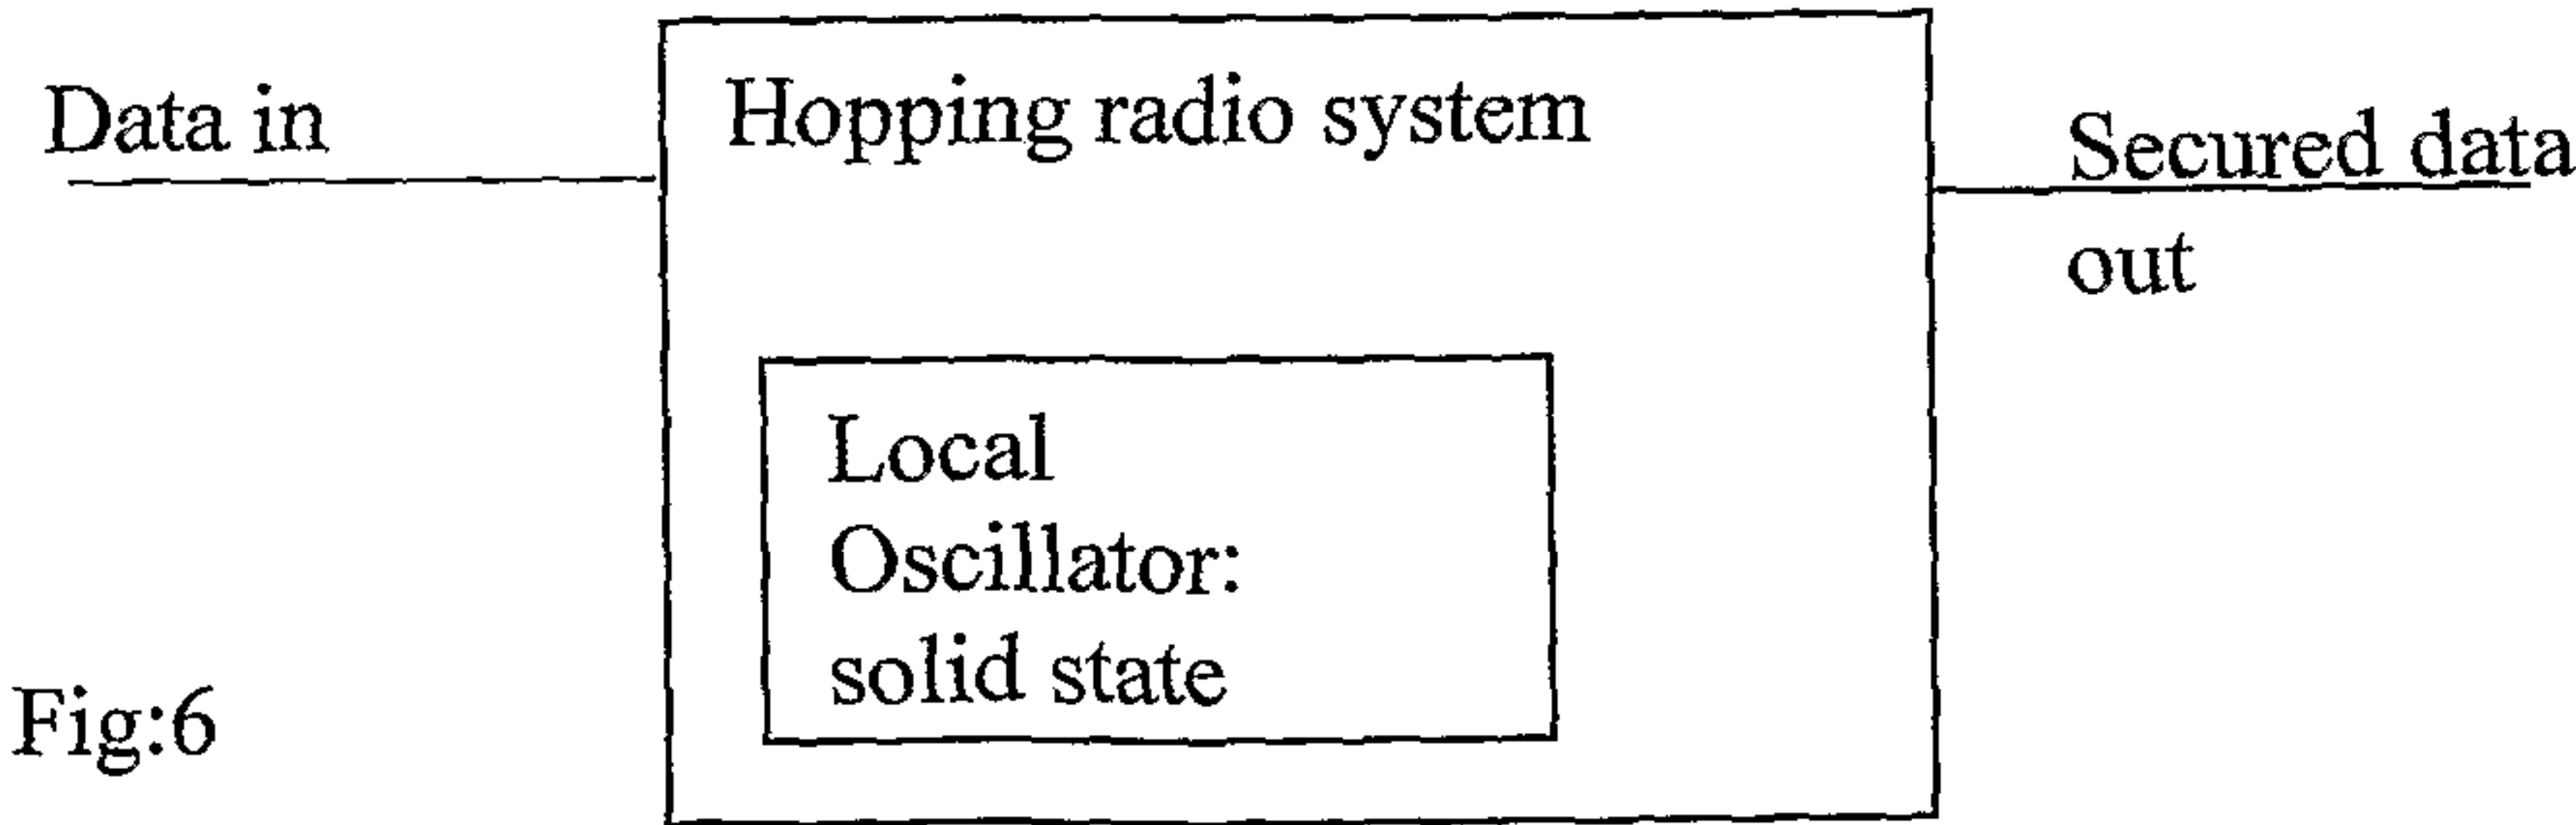 Data in
Hopping radio system
Secured data
out
Local
Oscillator:
solid state
Fig:6